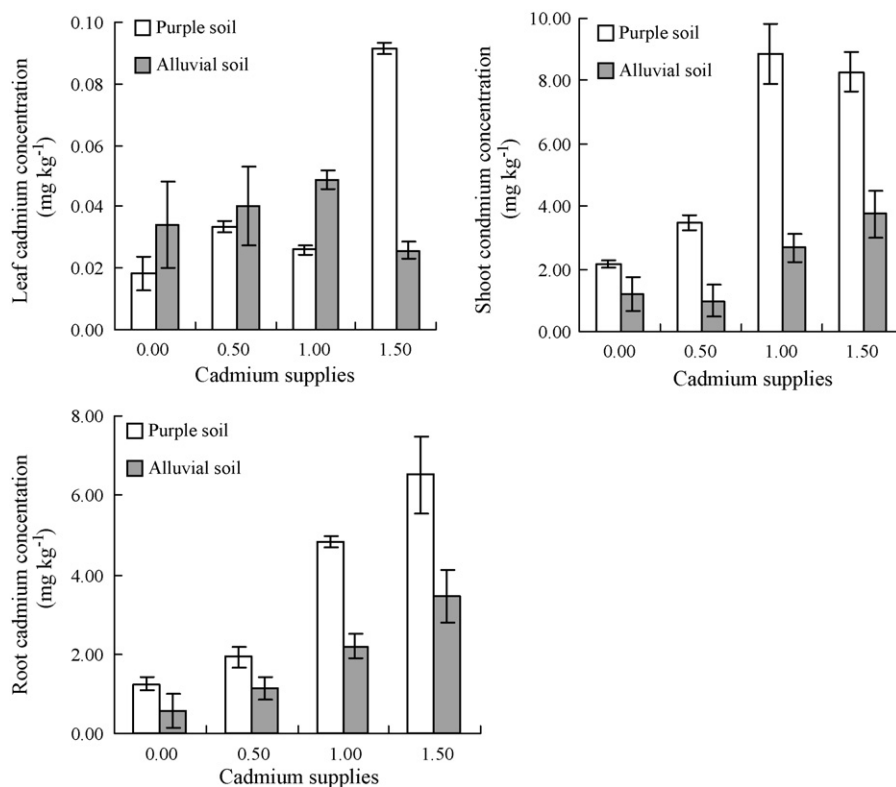 Leaf cadmium concentration
(mg kg⁻¹)
0.10
0.08
0.06
0.04
0.02
0.00
Purple soil
Alluvial soil
0.00 0.50 1.00 1.50
Cadmium supplies
Shoot condmium concentration
(mg kg⁻¹)
10.00
8.00
6.00
4.00
2.00
0.00
Purple soil
Alluvial soil
0.00 0.50 1.00 1.50
Cadmium supplies
Root cadmium concentation
(mg kg⁻¹)
8.00
6.00
4.00
2.00
0.00
Purple soil
Alluvial soil
0.00 0.50 1.00 1.50
Cadmium supplies